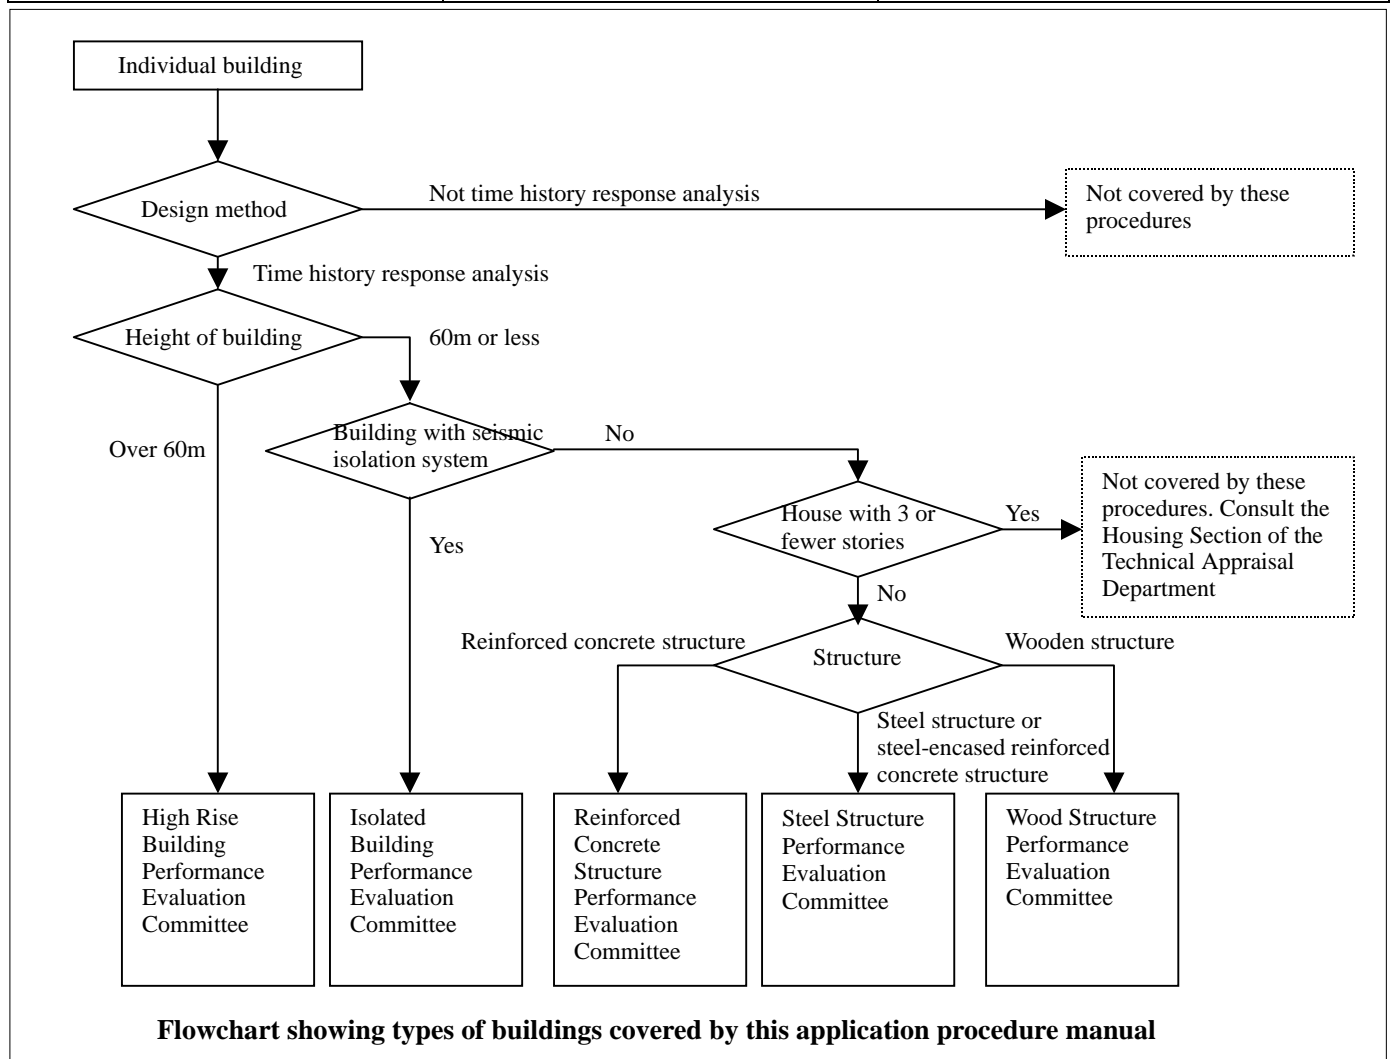 Individual building
Not time history response analysis
Not covered by these
procedures
Design method
Time history response analysis
Height of building
60m or less
Over 60m
Building with seismic
isolation system
No
House with 3 or
fewer stories
Yes
Not covered by these
procedures. Consult the
Housing Section of the
Technical Appraisal
Department
Yes
No
Reinforced concrete structure
Structure
Wooden structure
Steel structure or
steel-encased reinforced
concrete structure
High Rise
Building
Performance
Evaluation
Committee
Isolated
Building
Performance
Evaluation
Committee
Reinforced
Concrete
Structure
Performance
Evaluation
Committee
Steel Structure
Performance
Evaluation
Committee
Wood Structure
Performance
Evaluation
Committee
Flowchart showing types of buildings covered by this application procedure manual